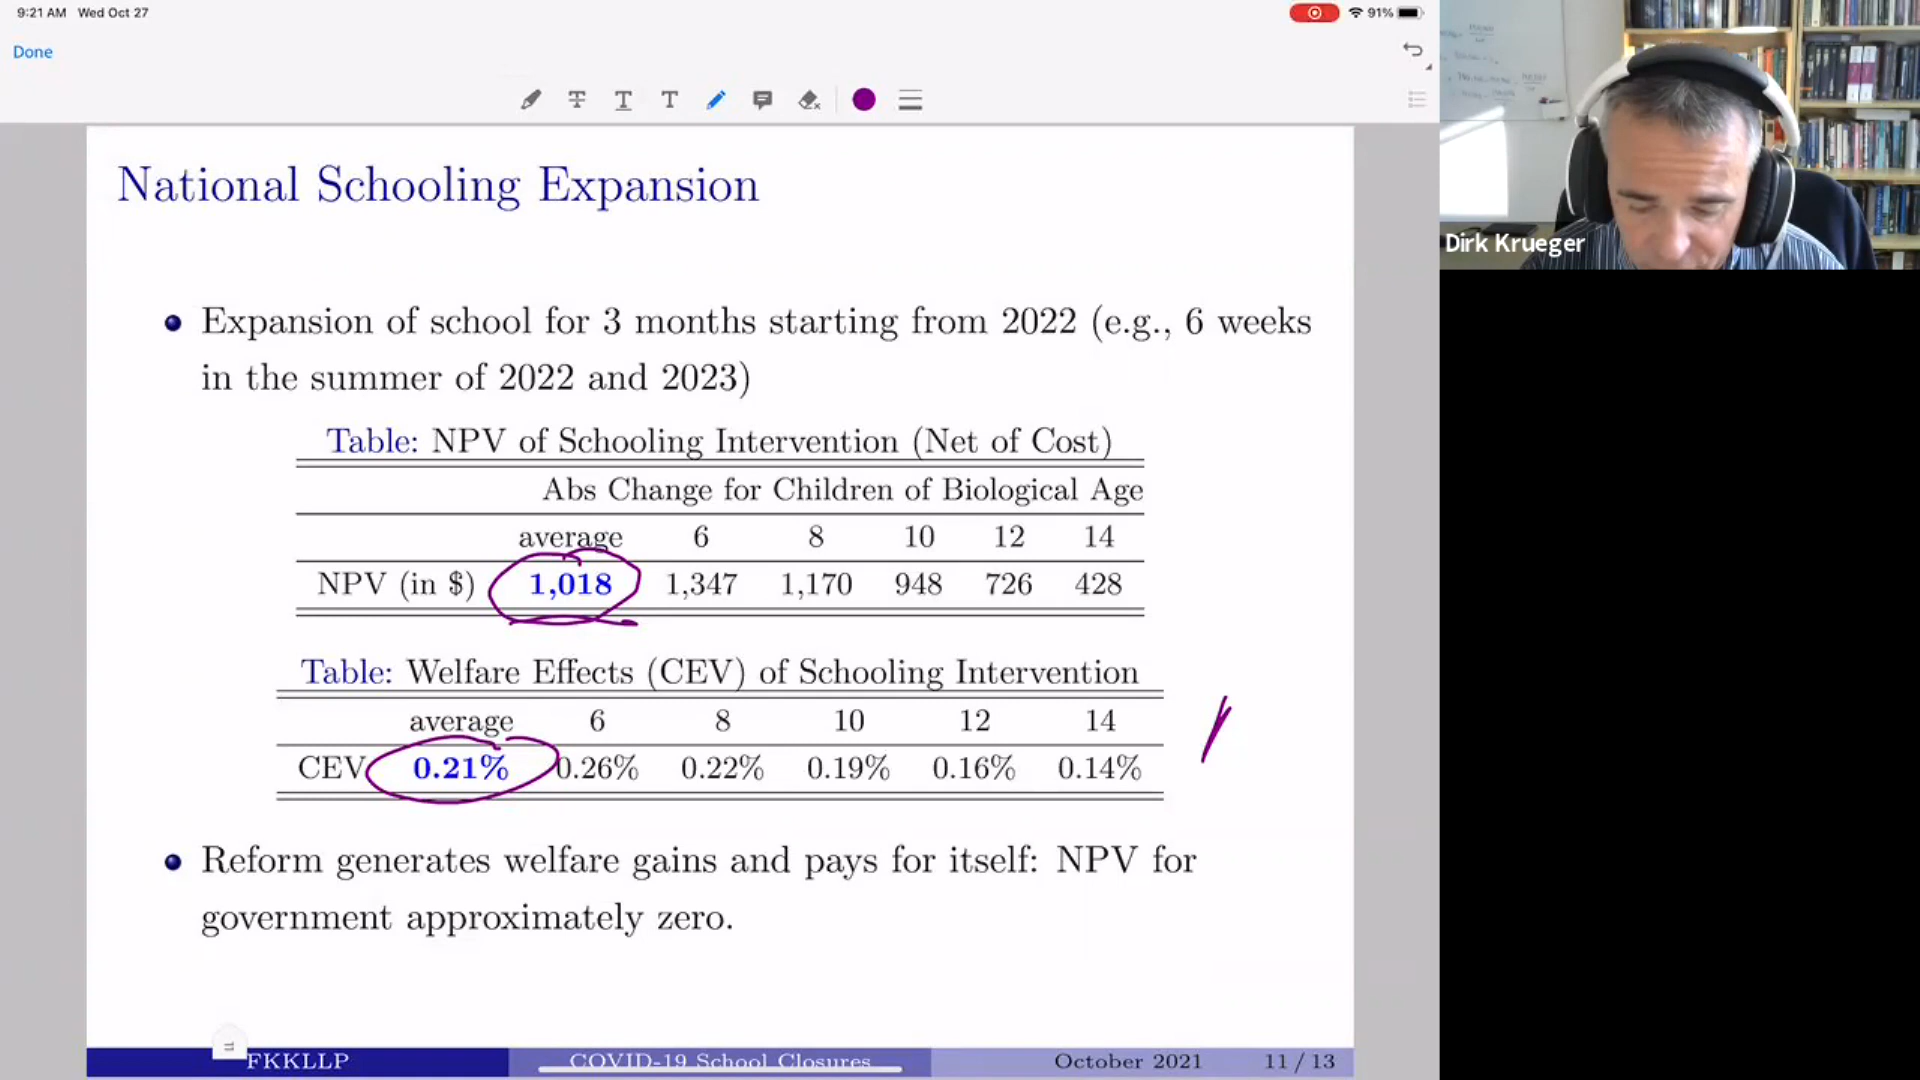 9:21 AM Wed Oct 27
91%
Done
National Schooling Expansion
Expansion of school for 3 months starting from 2022 (e.g., 6 weeks
in the summer of 2022 and 2023)
Table: NPV of Schooling Intervention (Net of Cost)
Abs Change for Children of Biological Age
average 6 8 10 12 14
NPV (in $) 1,018 1,347 1,170 948 726 428
Table: Welfare Effects (CEV) of Schooling Intervention
average 6 8 10 12 14
CEV 0.21% 0.26% 0.22% 0.19% 0.16% 0.14%
Reform generates welfare gains and pays for itself: NPV for
government approximately zero.
FKKLLP COVID-19 School Closures October 2021 11 / 13
Dirk Krueger